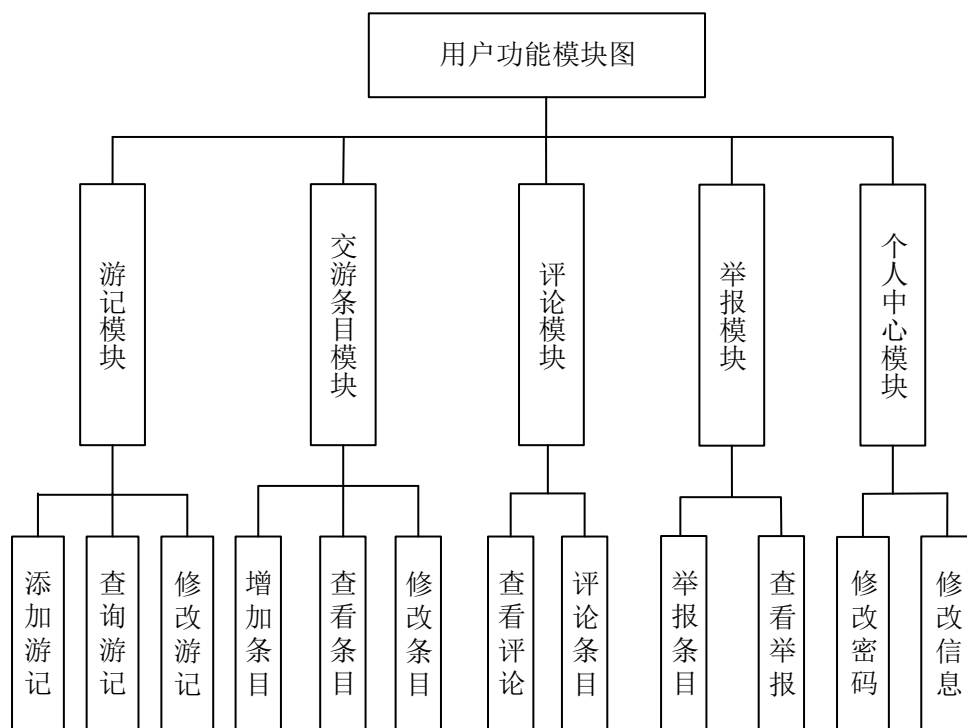 用户功能模块图
游记模块
交游条目模块
评论模块
举报模块
个人中心模块
添加游记
查询游记
修改游记
增加条目
查看条目
修改条目
查看评论
评论条目
举报条目
查看举报
修改密码
修改信息